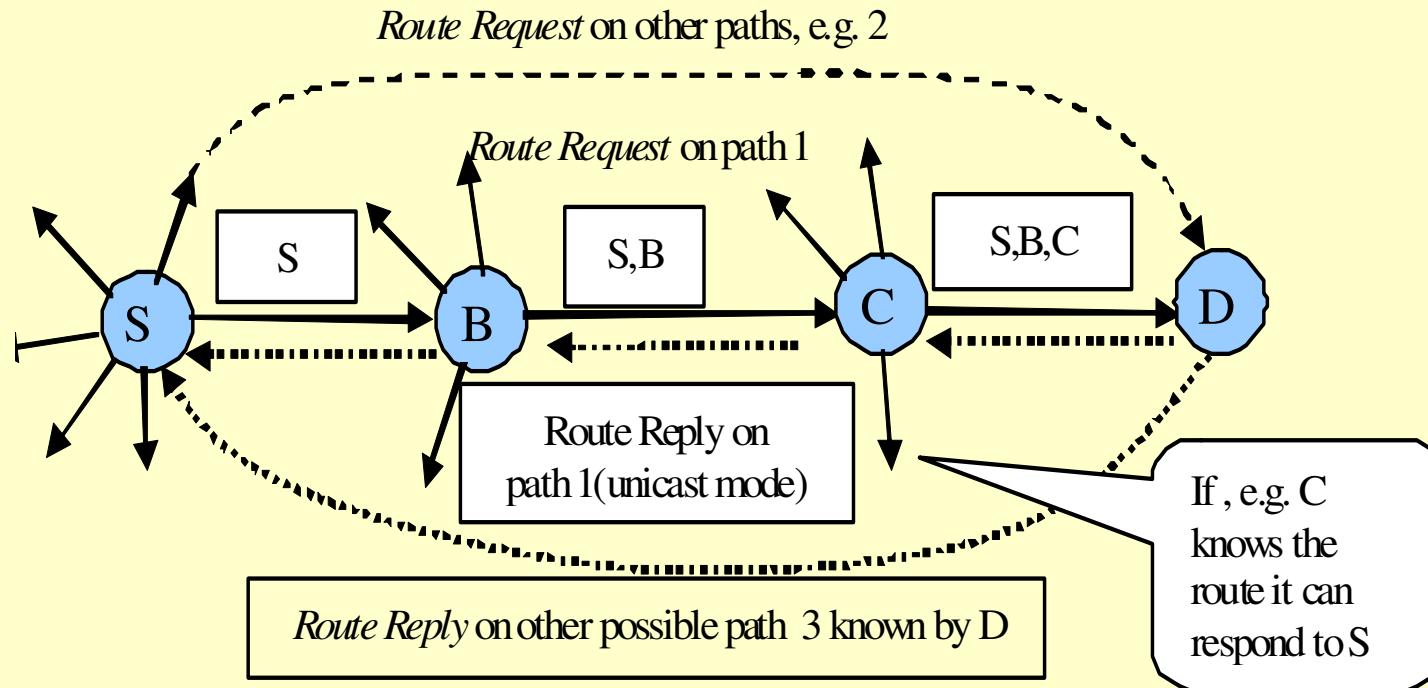 Route Request on other paths, e.g. 2
Route Request on path 1
S
S,B
S,B,C
S
B
C
D
Route Reply on
path 1(unicast mode)
If , e.g. C
knows the
route it can
respond to S
Route Reply on other possible path 3 known by D